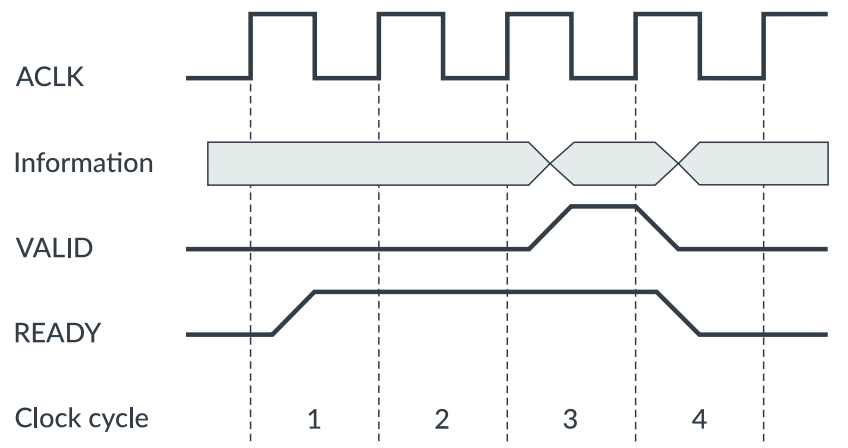 ACLK
Information
VALID
READY
Clock cycle 1 2 3 4